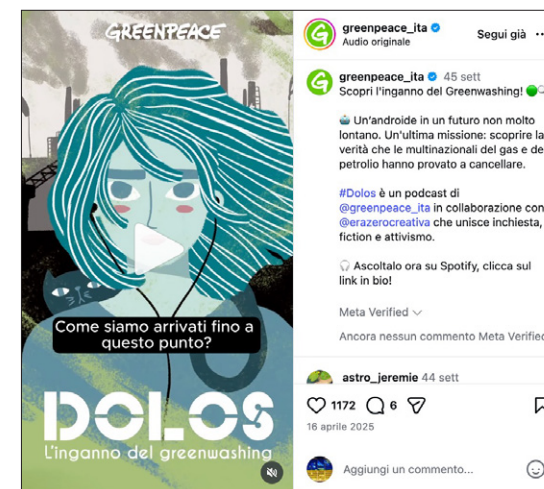 GREENPEACE
Come siamo arrivati fino a
questo punto?
DOLOS
L'inganno del greenwashing
greenpeace_ita
Audio originale
Segui già
greenpeace_ita 45 sett
Scopri l'inganno del Greenwashing!
Un'androide in un futuro non molto
lontano. Un'ultima missione: scoprire la
verità che le multinazionali del gas e de
petrolio hanno provato a cancellare.
#Dolos è un podcast di
@greenpeace_ita in collaborazione con
@erazerocreativa che unisce inchiesta,
fiction e attivismo.
Ascoltalo ora su Spotify, clicca sul
link in bio!
Meta Verified
Ancora nessun commento Meta Verified
astro_jeremie 44 sett
1172 6
16 aprile 2025
Aggiungi un commento...